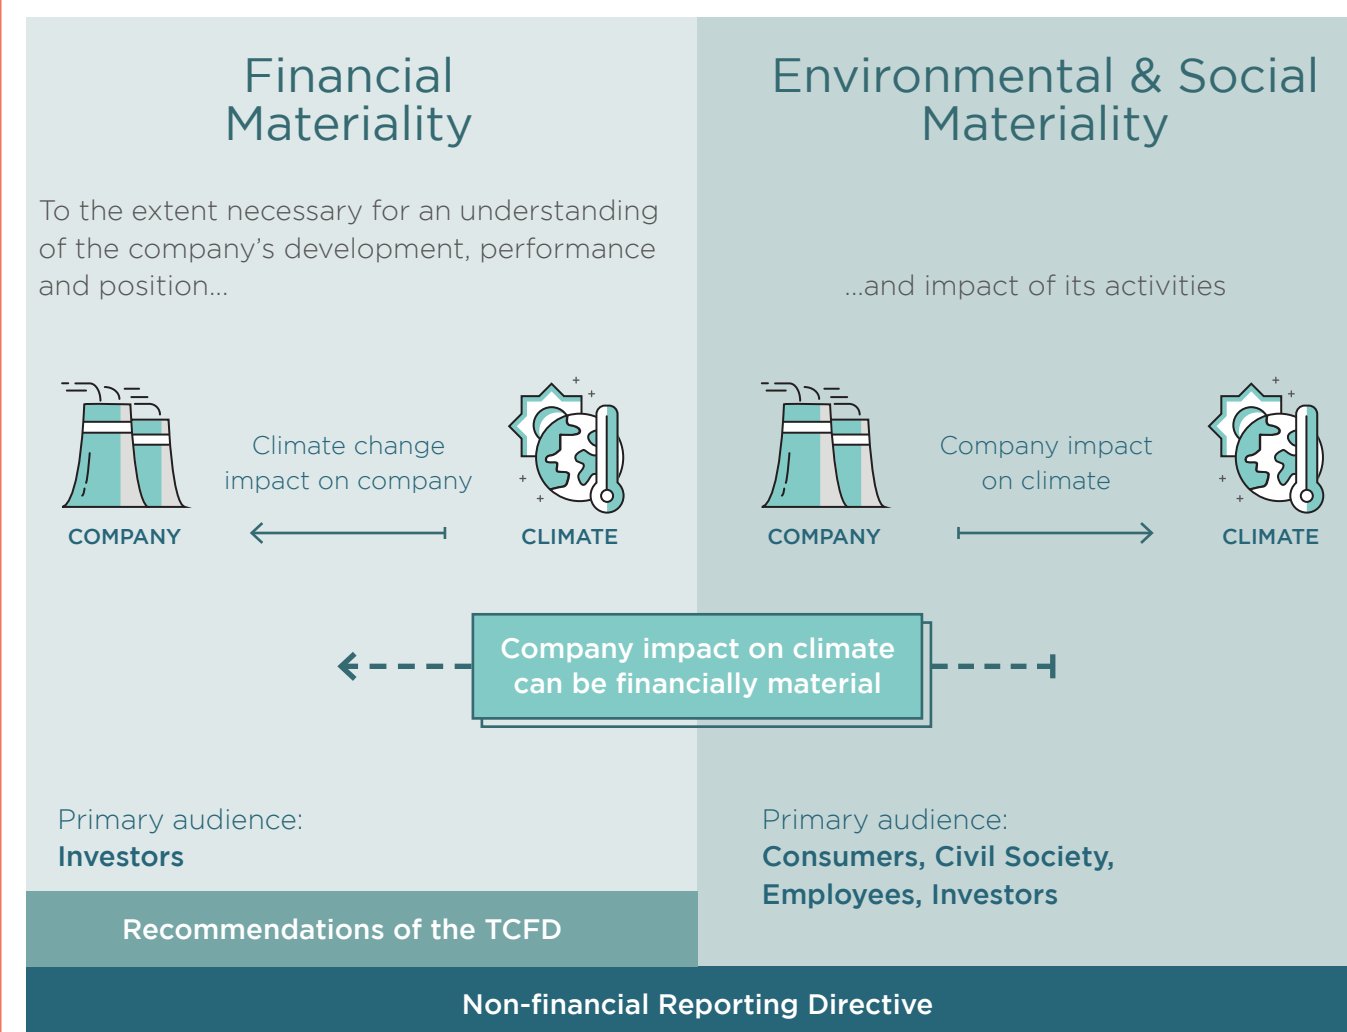 Financial
Materiality
To the extent necessary for an understanding
of the company’s development, performance
and position...
Climate change
impact on company
COMPANY
CLIMATE
Environmental & Social
Materiality
...and impact of its activities
Company impact
on climate
COMPANY
CLIMATE
Company impact on climate
can be financially material
Primary audience:
Investors
Primary audience:
Consumers, Civil Society,
Employees, Investors
Recommendations of the TCFD
Non-financial Reporting Directive